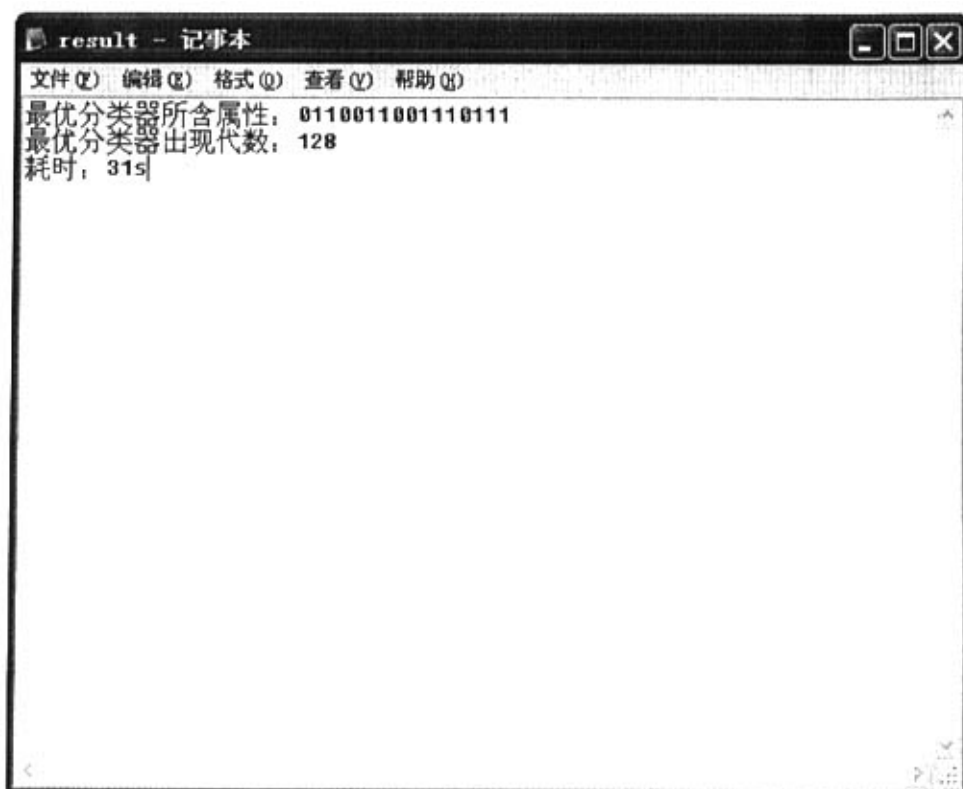 result - 记事本
文件(F) 编辑(E) 格式(O) 查看(V) 帮助(H)
最优分类器所含属性：0110011001110111
最优分类器出现代数：128
耗时：31s